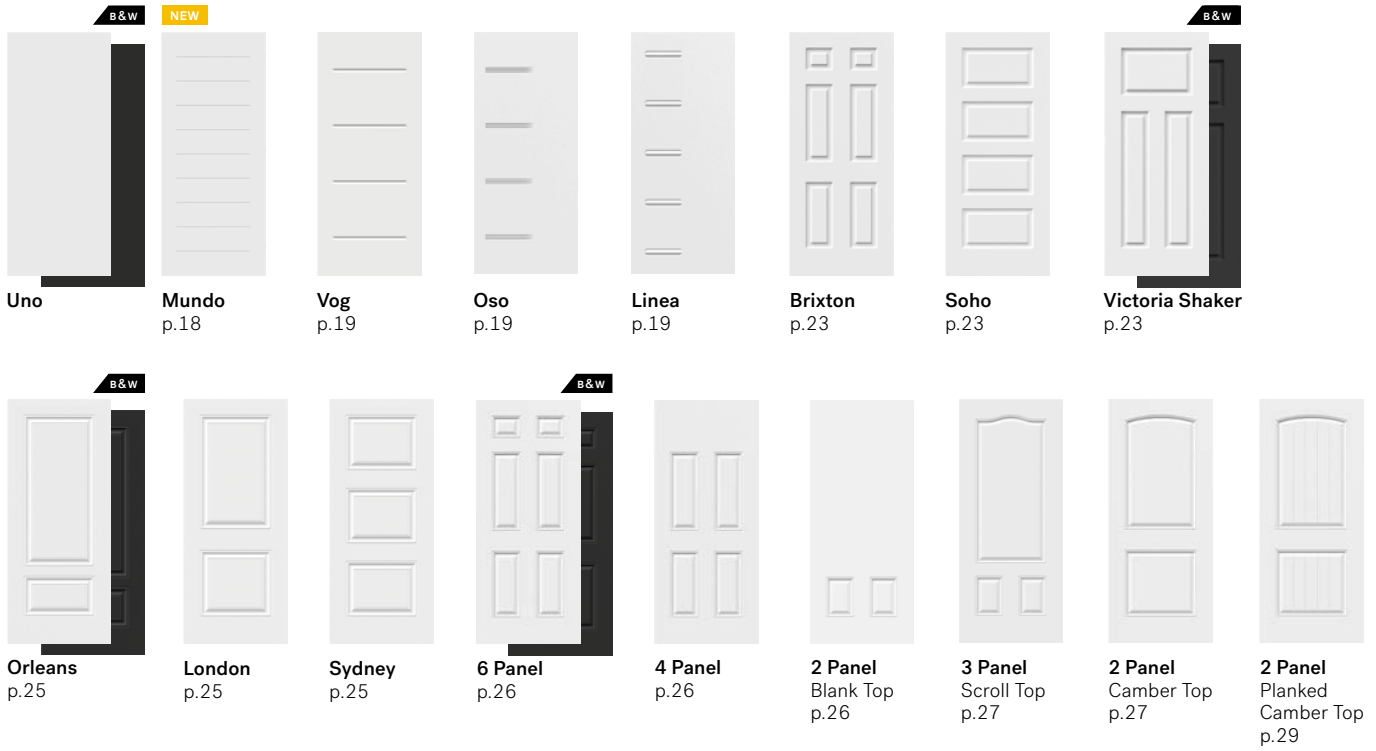 B&W
NEW
B&W
Uno
Mundo
p.18
Vog
p.19
Oso
p.19
Linea
p.19
Brixton
p.23
Soho
p.23
Victoria Shaker
p.23
B&W
B&W
Orleans
p.25
London
p.25
Sydney
p.25
6 Panel
p.26
4 Panel
p.26
2 Panel
Blank Top
p.26
3 Panel
Scroll Top
p.27
2 Panel
Camber Top
p.27
2 Panel
Planked
Camber Top
p.29